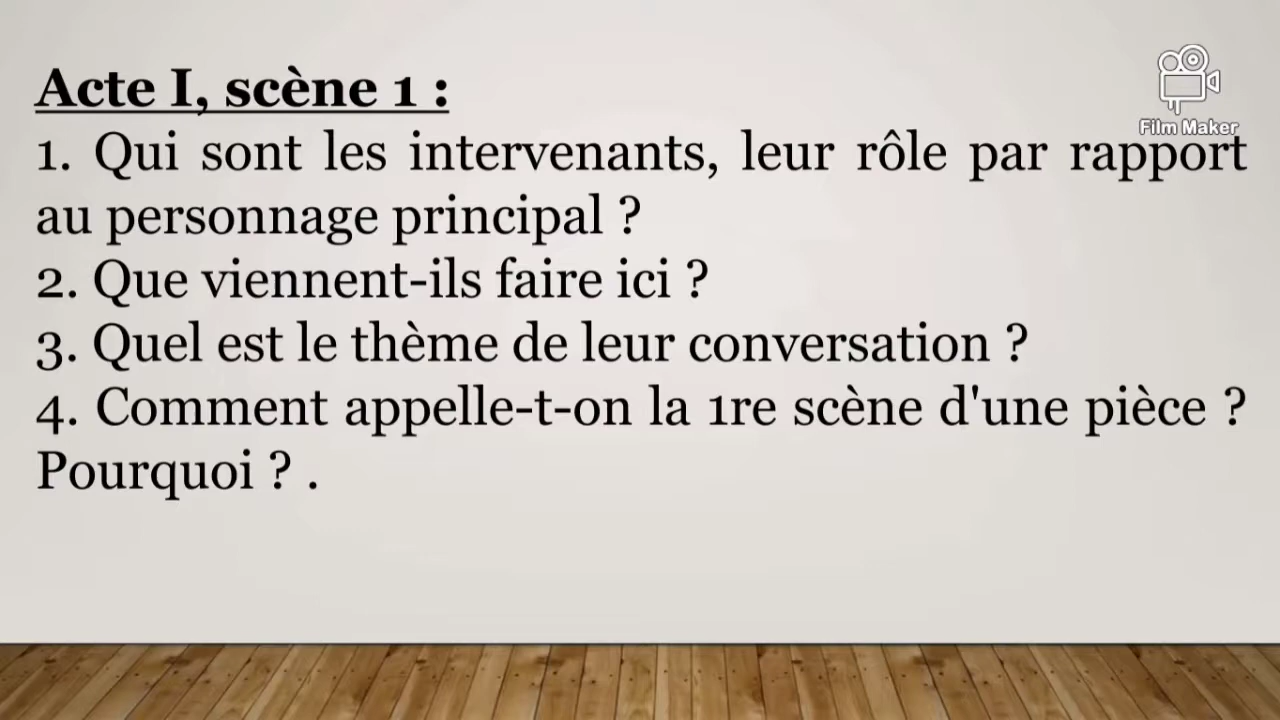 Acte I, scène 1 :
Film Maker
1. Qui sont les intervenants, leur rôle par rapport
au personnage principal ?
2. Que viennent-ils faire ici ?
3. Quel est le thème de leur conversation ?
4. Comment appelle-t-on la 1re scène d'une pièce ?
Pourquoi ? .